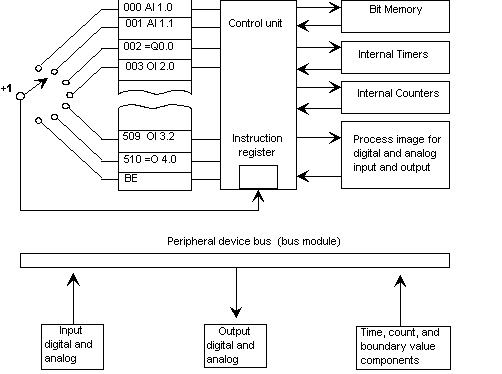 000 AI 1.0
001 AI 1.1
002 =Q0.0
003 OI 2.0
+1
509 OI 3.2
510 =O 4.0
BE
Control unit
Instruction
register
Bit Memory
Internal Timers
Internal Counters
Process image for
digital and analog
input and output
Peripheral device bus (bus module)
Input
digital and
analog
Output
digital and
analog
Time, count, and
boundary value
components